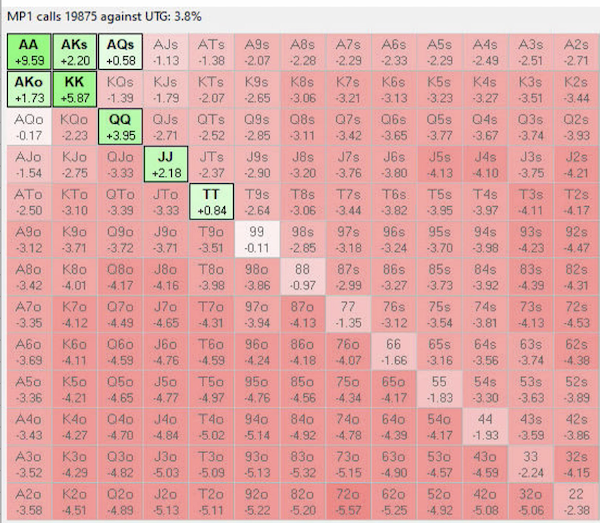 MP1 calls 19875 against UTG: 3.8%
AA AKs AQs AJs ATs A9s A8s A7s A6s A5s A4s A3s A2s
+9.59 +2.20 +0.58 -1.13 -1.38 -2.07 -2.28 -2.29 -2.33 -2.29 -2.49 -2.51 -2.71
AKo KK KQs KJs KTs K9s K8s K7s K6s K5s K4s K3s K2s
+1.73 +5.87 -1.39 -1.79 -2.07 -2.65 -3.06 -3.21 -3.13 -3.23 -3.27 -3.51 -3.44
AQo KQo QQ QJs QTs Q9s Q8s Q7s Q6s Q5s Q4s Q3s Q2s
-0.17 -2.23 +3.95 -2.71 -2.52 -2.85 -3.11 -3.42 -3.65 -3.77 -3.67 -3.74 -3.93
AJo KJo QJo JJ JTs J9s J8s J7s J6s J5s J4s J3s J2s
-1.54 -2.75 -3.33 +2.18 -2.37 -2.90 -3.20 -3.76 -3.80 -4.13 -4.10 -3.75 -4.21
ATo KTo QTo JTo TT T9s T8s T7s T6s T5s T4s T3s T2s
-2.50 -3.10 -3.39 -3.33 +0.84 -2.64 -3.06 -3.44 -3.82 -3.95 -3.97 -4.11 -4.17
A9o K9o Q9o J9o T9o 99 98s 97s 96s 95s 94s 93s 92s
-3.12 -3.71 -3.72 -3.71 -3.51 -0.11 -2.85 -3.18 -3.24 -3.70 -3.98 -4.23 -4.47
A8o K8o Q8o J8o T8o 98o 88 87s 86s 85s 84s 83s 82s
-3.42 -4.01 -4.17 -4.16 -3.98 -3.86 -0.97 -2.99 -3.27 -3.73 -3.92 -4.39 -4.31
A7o K7o Q7o J7o T7o 97o 87o 77 76s 75s 74s 73s 72s
-3.35 -4.12 -4.49 -4.65 -4.31 -3.94 -4.13 -1.35 -3.12 -3.54 -3.81 -4.13 -4.53
A6o K6o Q6o J6o T6o 96o 86o 76o 66 65s 64s 63s 62s
-3.69 -4.11 -4.59 -4.76 -4.59 -4.24 -4.18 -4.07 -1.66 -3.16 -3.56 -3.74 -4.38
A5o K5o Q5o J5o T5o 95o 85o 75o 65o 55 54s 53s 52s
-3.36 -4.21 -4.65 -4.77 -4.97 -4.76 -4.56 -4.34 -4.17 -1.83 -3.30 -3.63 -3.89
A4o K4o Q4o J4o T4o 94o 84o 74o 64o 54o 44 43s 42s
-3.43 -4.27 -4.70 -4.84 -5.02 -5.14 -4.92 -4.78 -4.39 -4.17 -1.93 -3.59 -3.86
A3o K3o Q3o J3o T3o 93o 83o 73o 63o 53o 43o 33 32s
-3.52 -4.29 -4.82 -5.03 -5.09 -5.13 -5.32 -5.15 -4.90 -4.57 -4.59 -2.24 -4.15
A2o K2o Q2o J2o T2o 92o 82o 72o 62o 52o 42o 32o 22
-3.58 -4.51 -4.89 -5.13 -5.11 -5.22 -5.20 -5.57 -5.25 -4.92 -5.08 -5.06 -2.38